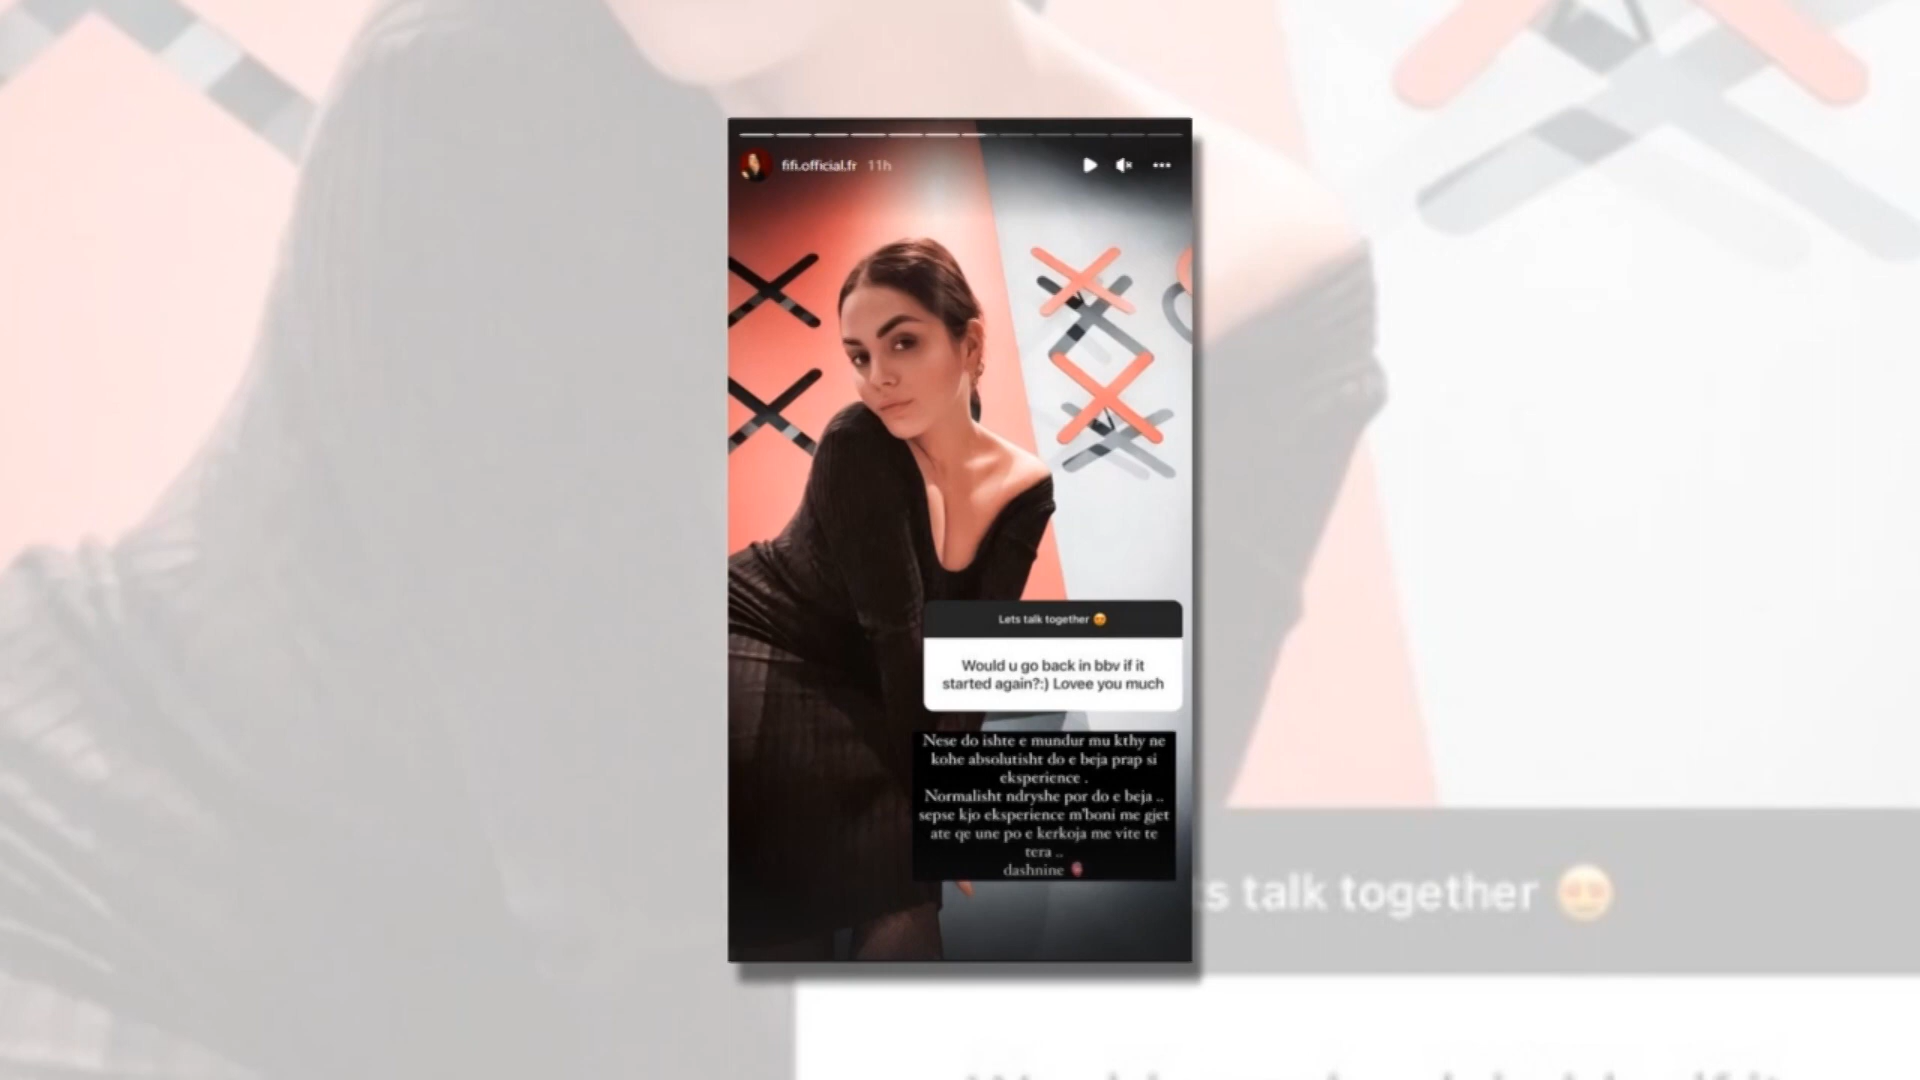 fifi.official.fr 11h
Lets talk together 😍
Would u go back in bbv if it
started again?:) Lovee you much
Nese do ishte e mundur mu kthy ne
kohe absolutisht do e beja prap si
eksperience .
Normalisht ndryshe por do e beja ..
sepse kjo eksperience m'boni me gjet
ate qe une po e kerkoja me vite te
tera ..
dashnine
talk together 😍